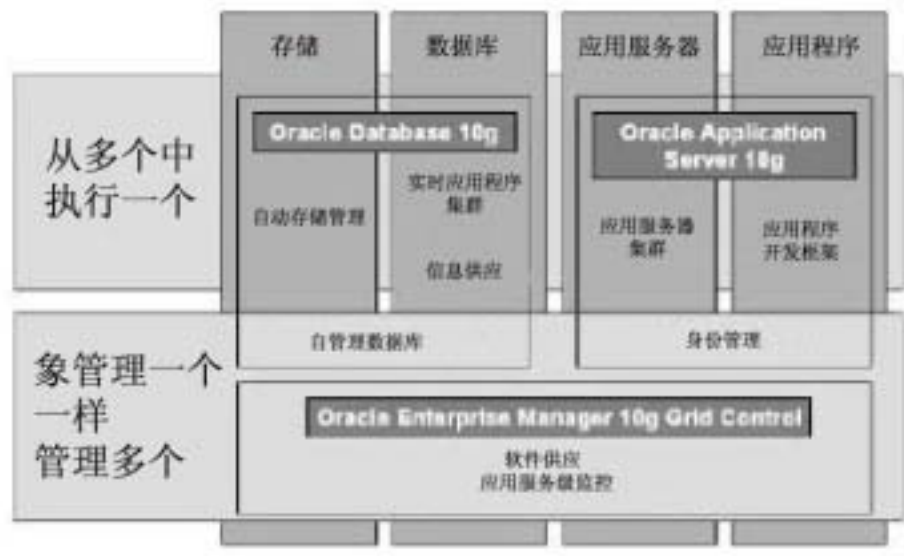 存储
数据库
应用服务器
应用程序
从多个中
执行一个
Oracle Database 10g
Oracle Application
Server 10g
自动存储管理
实时应用程序
集群
信息供应
应用服务器
集群
应用程序
开发框架
象管理一个
一样
管理多个
自管理数据库
身份管理
Oracle Enterprise Manager 10g Grid Control
软件供应
应用服务级监控